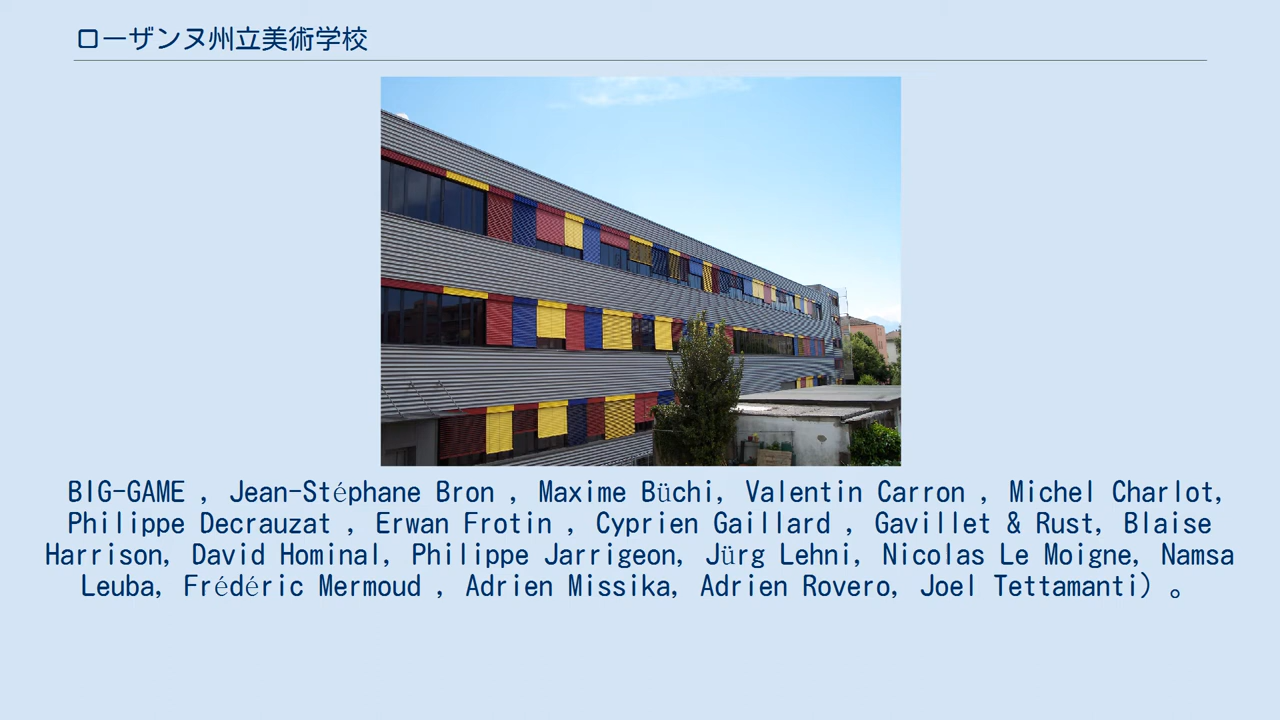 ローザンヌ州立美術学校
BIG-GAME , Jean-Stéphane Bron , Maxime Büchi, Valentin Carron , Michel Charlot,
Philippe Decrauzat , Erwan Frotin , Cyprien Gaillard , Gavillet & Rust, Blaise
Harrison, David Hominal, Philippe Jarrigeon, Jürg Lehni, Nicolas Le Moigne, Namsa
Leuba, Frédéric Mermoud , Adrien Missika, Adrien Rovero, Joel Tettamanti) 。